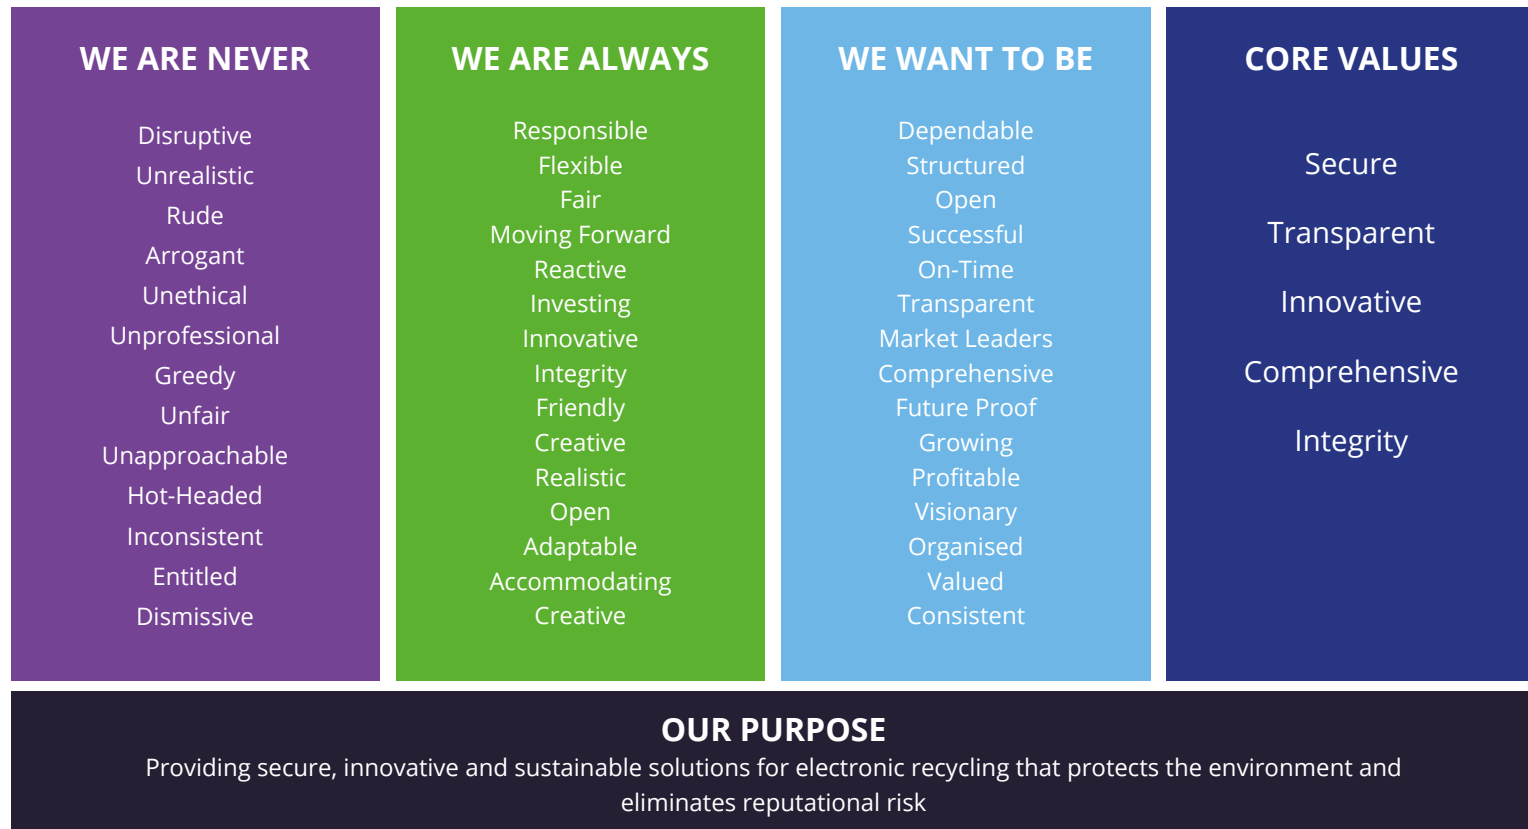 WE ARE NEVER
Disruptive
Unrealistic
Rude
Arrogant
Unethical
Unprofessional
Greedy
Unfair
Unapproachable
Hot-Headed
Inconsistent
Entitled
Dismissive
WE ARE ALWAYS
Responsible
Flexible
Fair
Moving Forward
Reactive
Investing
Innovative
Integrity
Friendly
Creative
Realistic
Open
Adaptable
Accommodating
Creative
WE WANT TO BE
Dependable
Structured
Open
Successful
On-Time
Transparent
Market Leaders
Comprehensive
Future Proof
Growing
Profitable
Visionary
Organised
Valued
Consistent
CORE VALUES
Secure
Transparent
Innovative
Comprehensive
Integrity
OUR PURPOSE
Providing secure, innovative and sustainable solutions for electronic recycling that protects the environment and
eliminates reputational risk